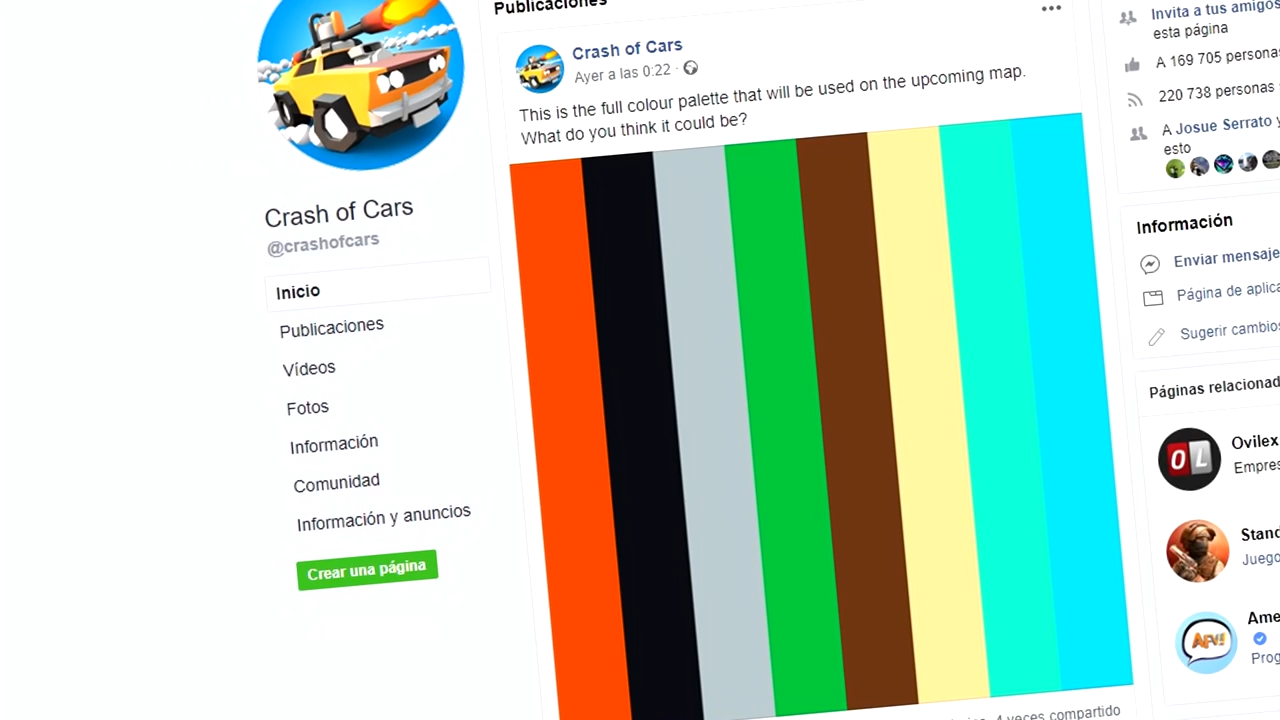 Publicaciones
Crash of Cars
Ayer a las 0:22 ·
This is the full colour palette that will be used on the upcoming map.
What do you think it could be?
Crash of Cars
@crashofcars
Inicio
Publicaciones
Vídeos
Fotos
Información
Comunidad
Información y anuncios
Crear una página
4 veces compartido
Invita a tus amigos
esta página
A 169 705 personas
220 738 personas
A Josue Serrato y
esto
Información
Enviar mensaje
Página de aplica
Sugerir cambios
Páginas relacionad
OL
Ovilex
Empres
Stand
Juego
AFV!
Ame
Prog